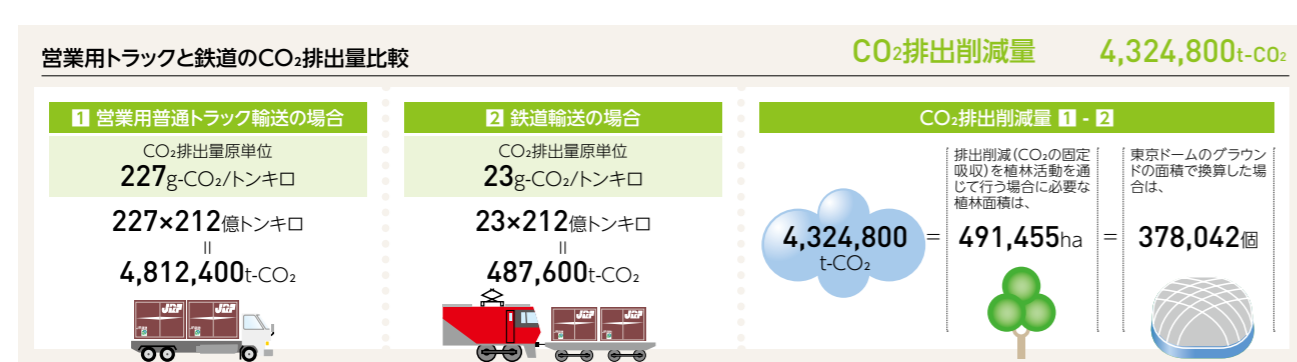 営業用トラックと鉄道のCO₂排出量比較
CO₂排出削減量 4,324,800t-CO₂
1 営業用普通トラック輸送の場合
CO₂排出量原単位
227g-CO₂/トンキロ
227×212億トンキロ
=
4,812,400t-CO₂
JRF JRF
2 鉄道輸送の場合
CO₂排出量原単位
23g-CO₂/トンキロ
23×212億トンキロ
=
487,600t-CO₂
JRF JRF
CO₂排出削減量 1 - 2
4,324,800
t-CO₂
=
排出削減(CO₂の固定
吸収)を植林活動を通
じて行う場合に必要な
植林面積は、
491,455ha
=
東京ドームのグラウン
ドの面積で換算した場
合は、
378,042個